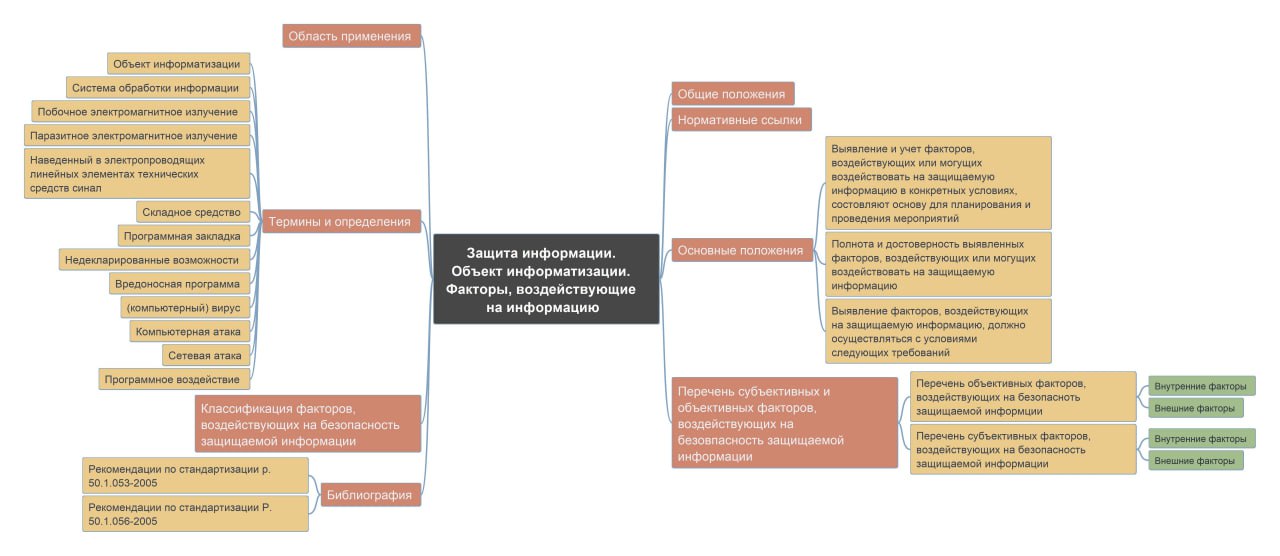 Область применения
Объект информатизации
Система обработки информации
Побочное электромагнитное излучение
Паразитное электромагнитное излучение
Наведенный в электропроводящих
линейных элементах технических
средств синал
Складное средство
Программная закладка
Недекларированные возможности
Вредоносная программа
(компьютерный) вирус
Компьютерная атака
Сетевая атака
Программное воздействие
Термины и определения
Классификация факторов,
воздействующих на безопасность
защищаемой информации
Рекомендации по стандартизации р.
50.1.053-2005
Рекомендации по стандартизации Р.
50.1.056-2005
Библиография
Защита информации.
Объект информатизации.
Факторы, воздействующие
на информацию
Общие положения
Нормативные ссылки
Основные положения
Выявление и учет факторов,
воздействующих или могущих
воздействовать на защищаемую
информацию в конкретных условиях,
состовляют основу для планирования и
проведения мероприятий
Полнота и достоверность выявленных
факторов, воздействующих или могущих
воздействовать на защищаемую
информацию
Выявление факторов, воздействующих
на защищаемую информацию, должно
осуществляться с условиями
следующих требований
Перечень субъективных и
объективных факторов,
воздействующих на
безовпасность защищаемой
информации
Перечень объективных факторов,
воздействующих на безапоность
защищаемой информции
Внутренние факторы
Внешние факторы
Перечень субъективных факторов,
воздействующих на безопасность
защищаемой информации
Внутренние факторы
Внешние факторы